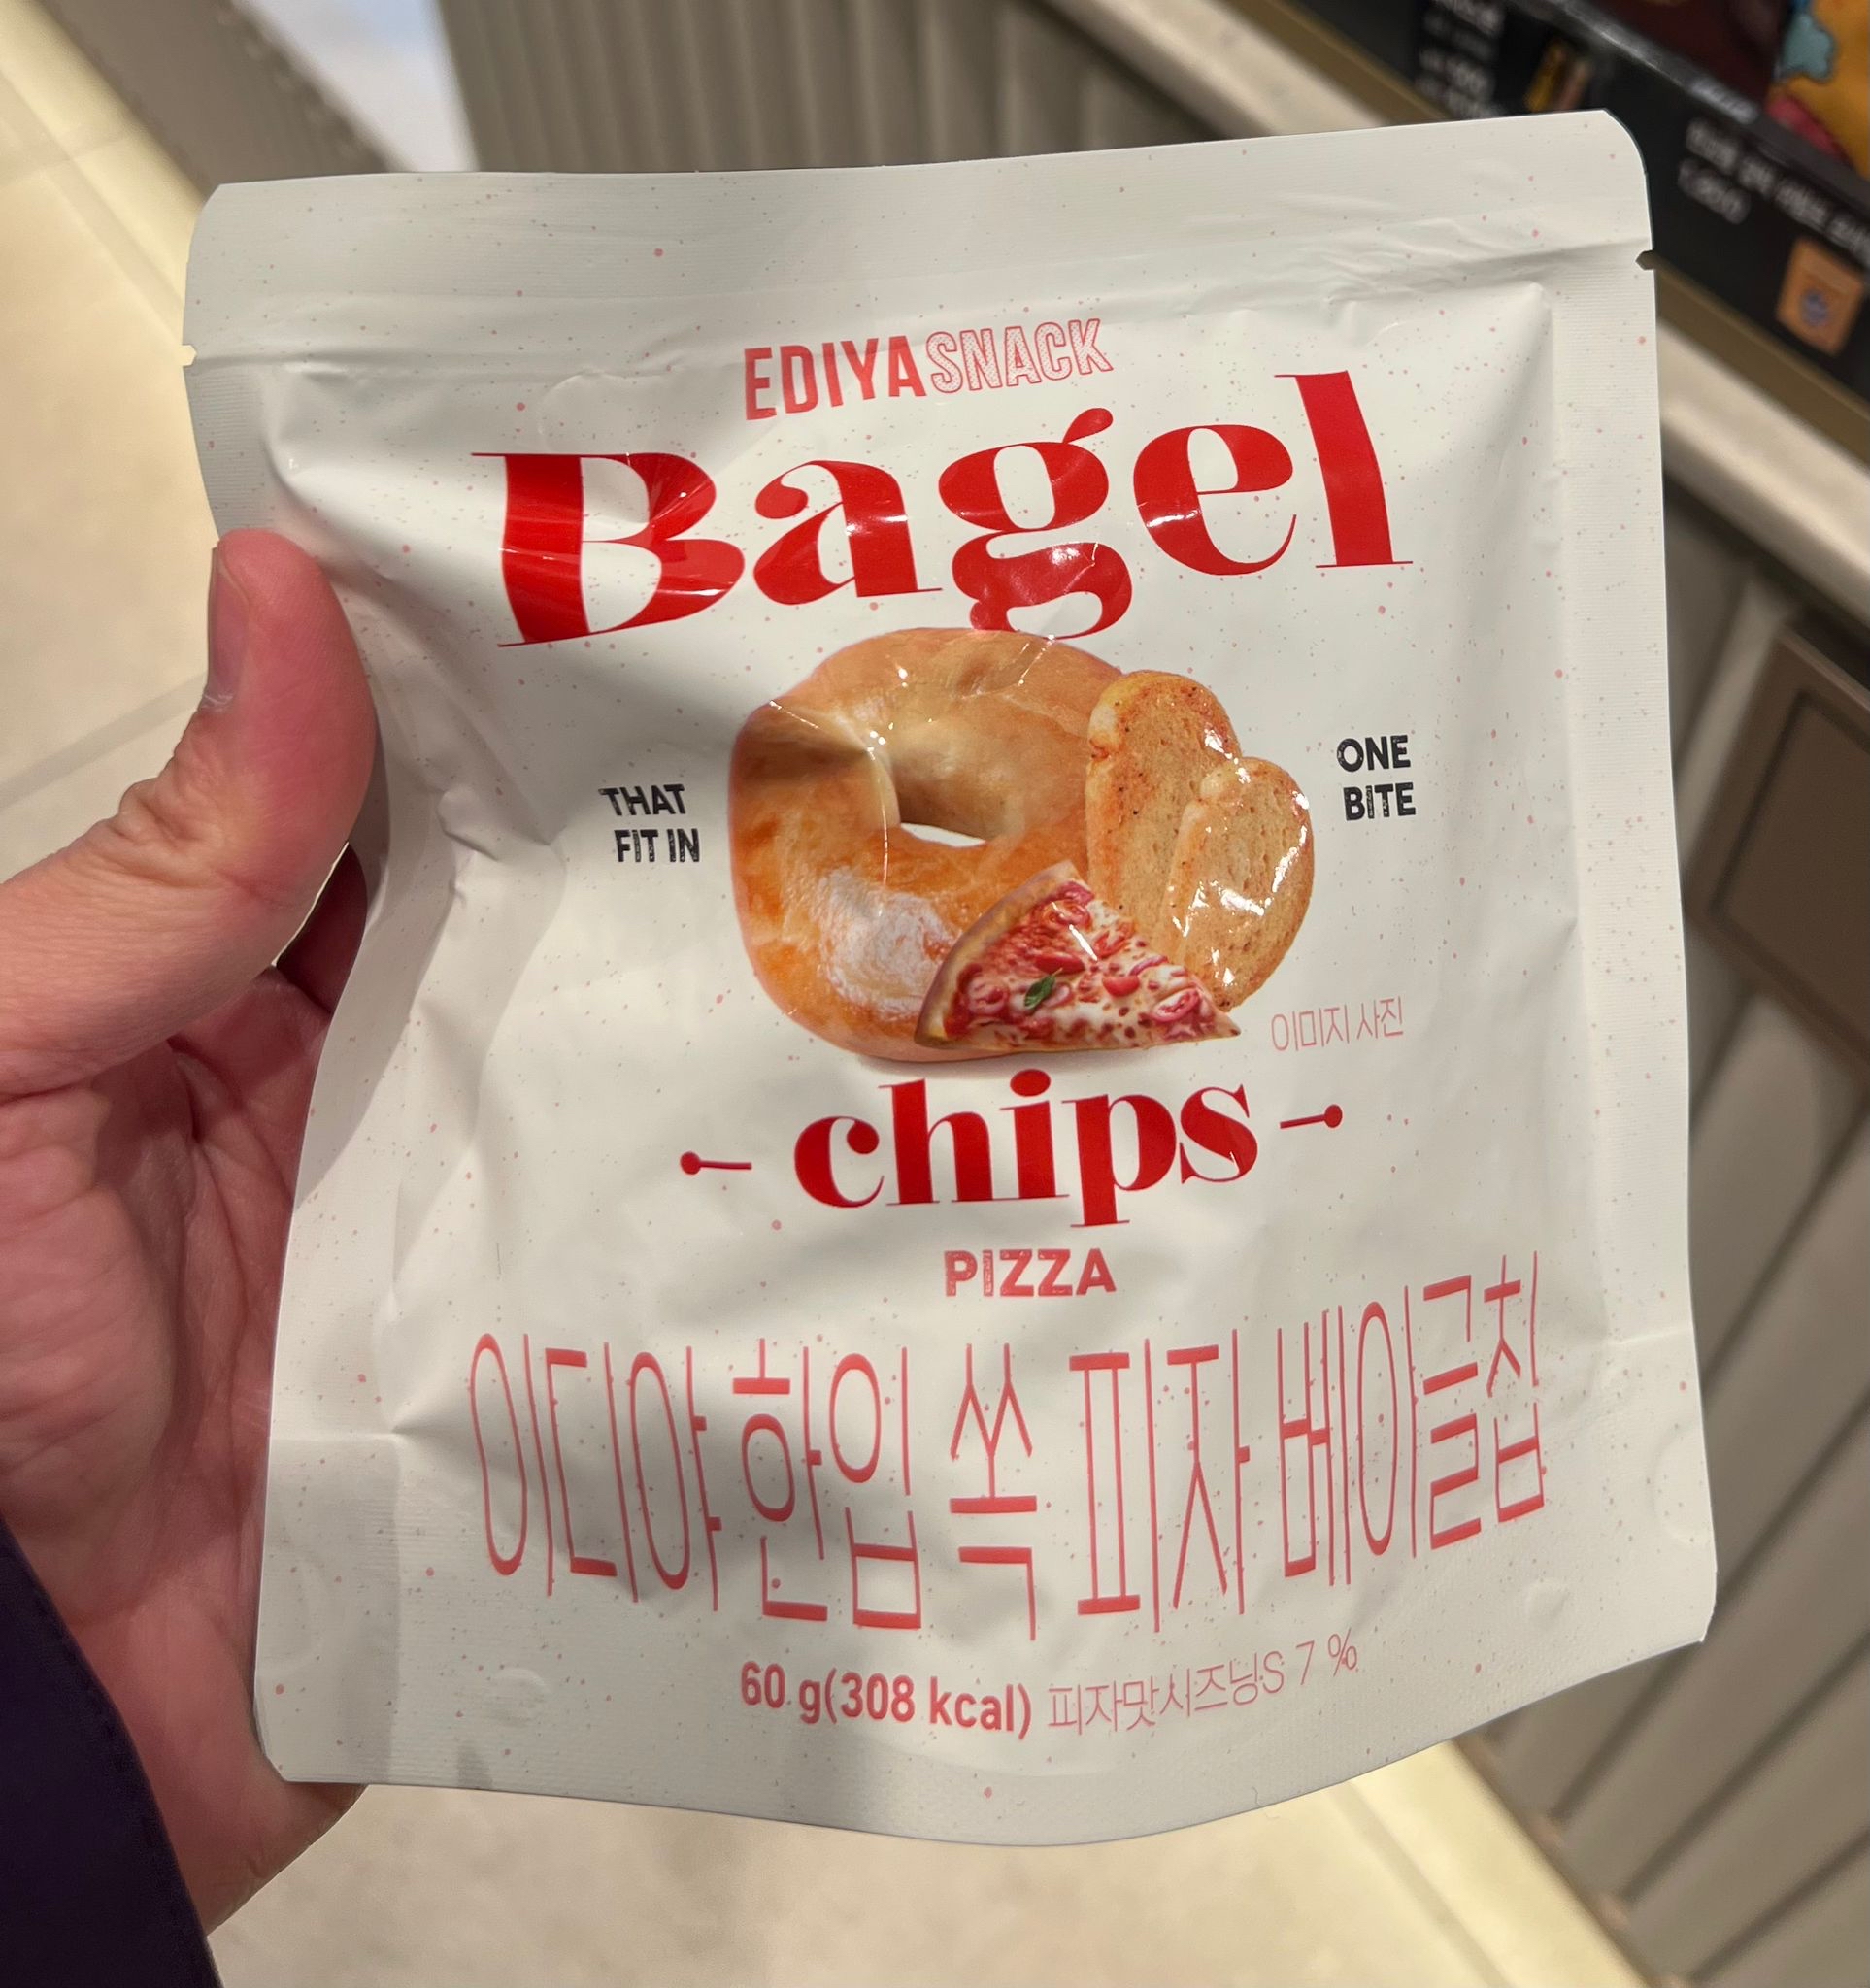 EDIYA SNACK
Bagel
THAT
FIT IN
ONE
BITE
이미지 사진
chips
PIZZA
이디야 한입 쏙 피자 베이글칩
60 g(308 kcal) 피자맛시즈닝S 7 %